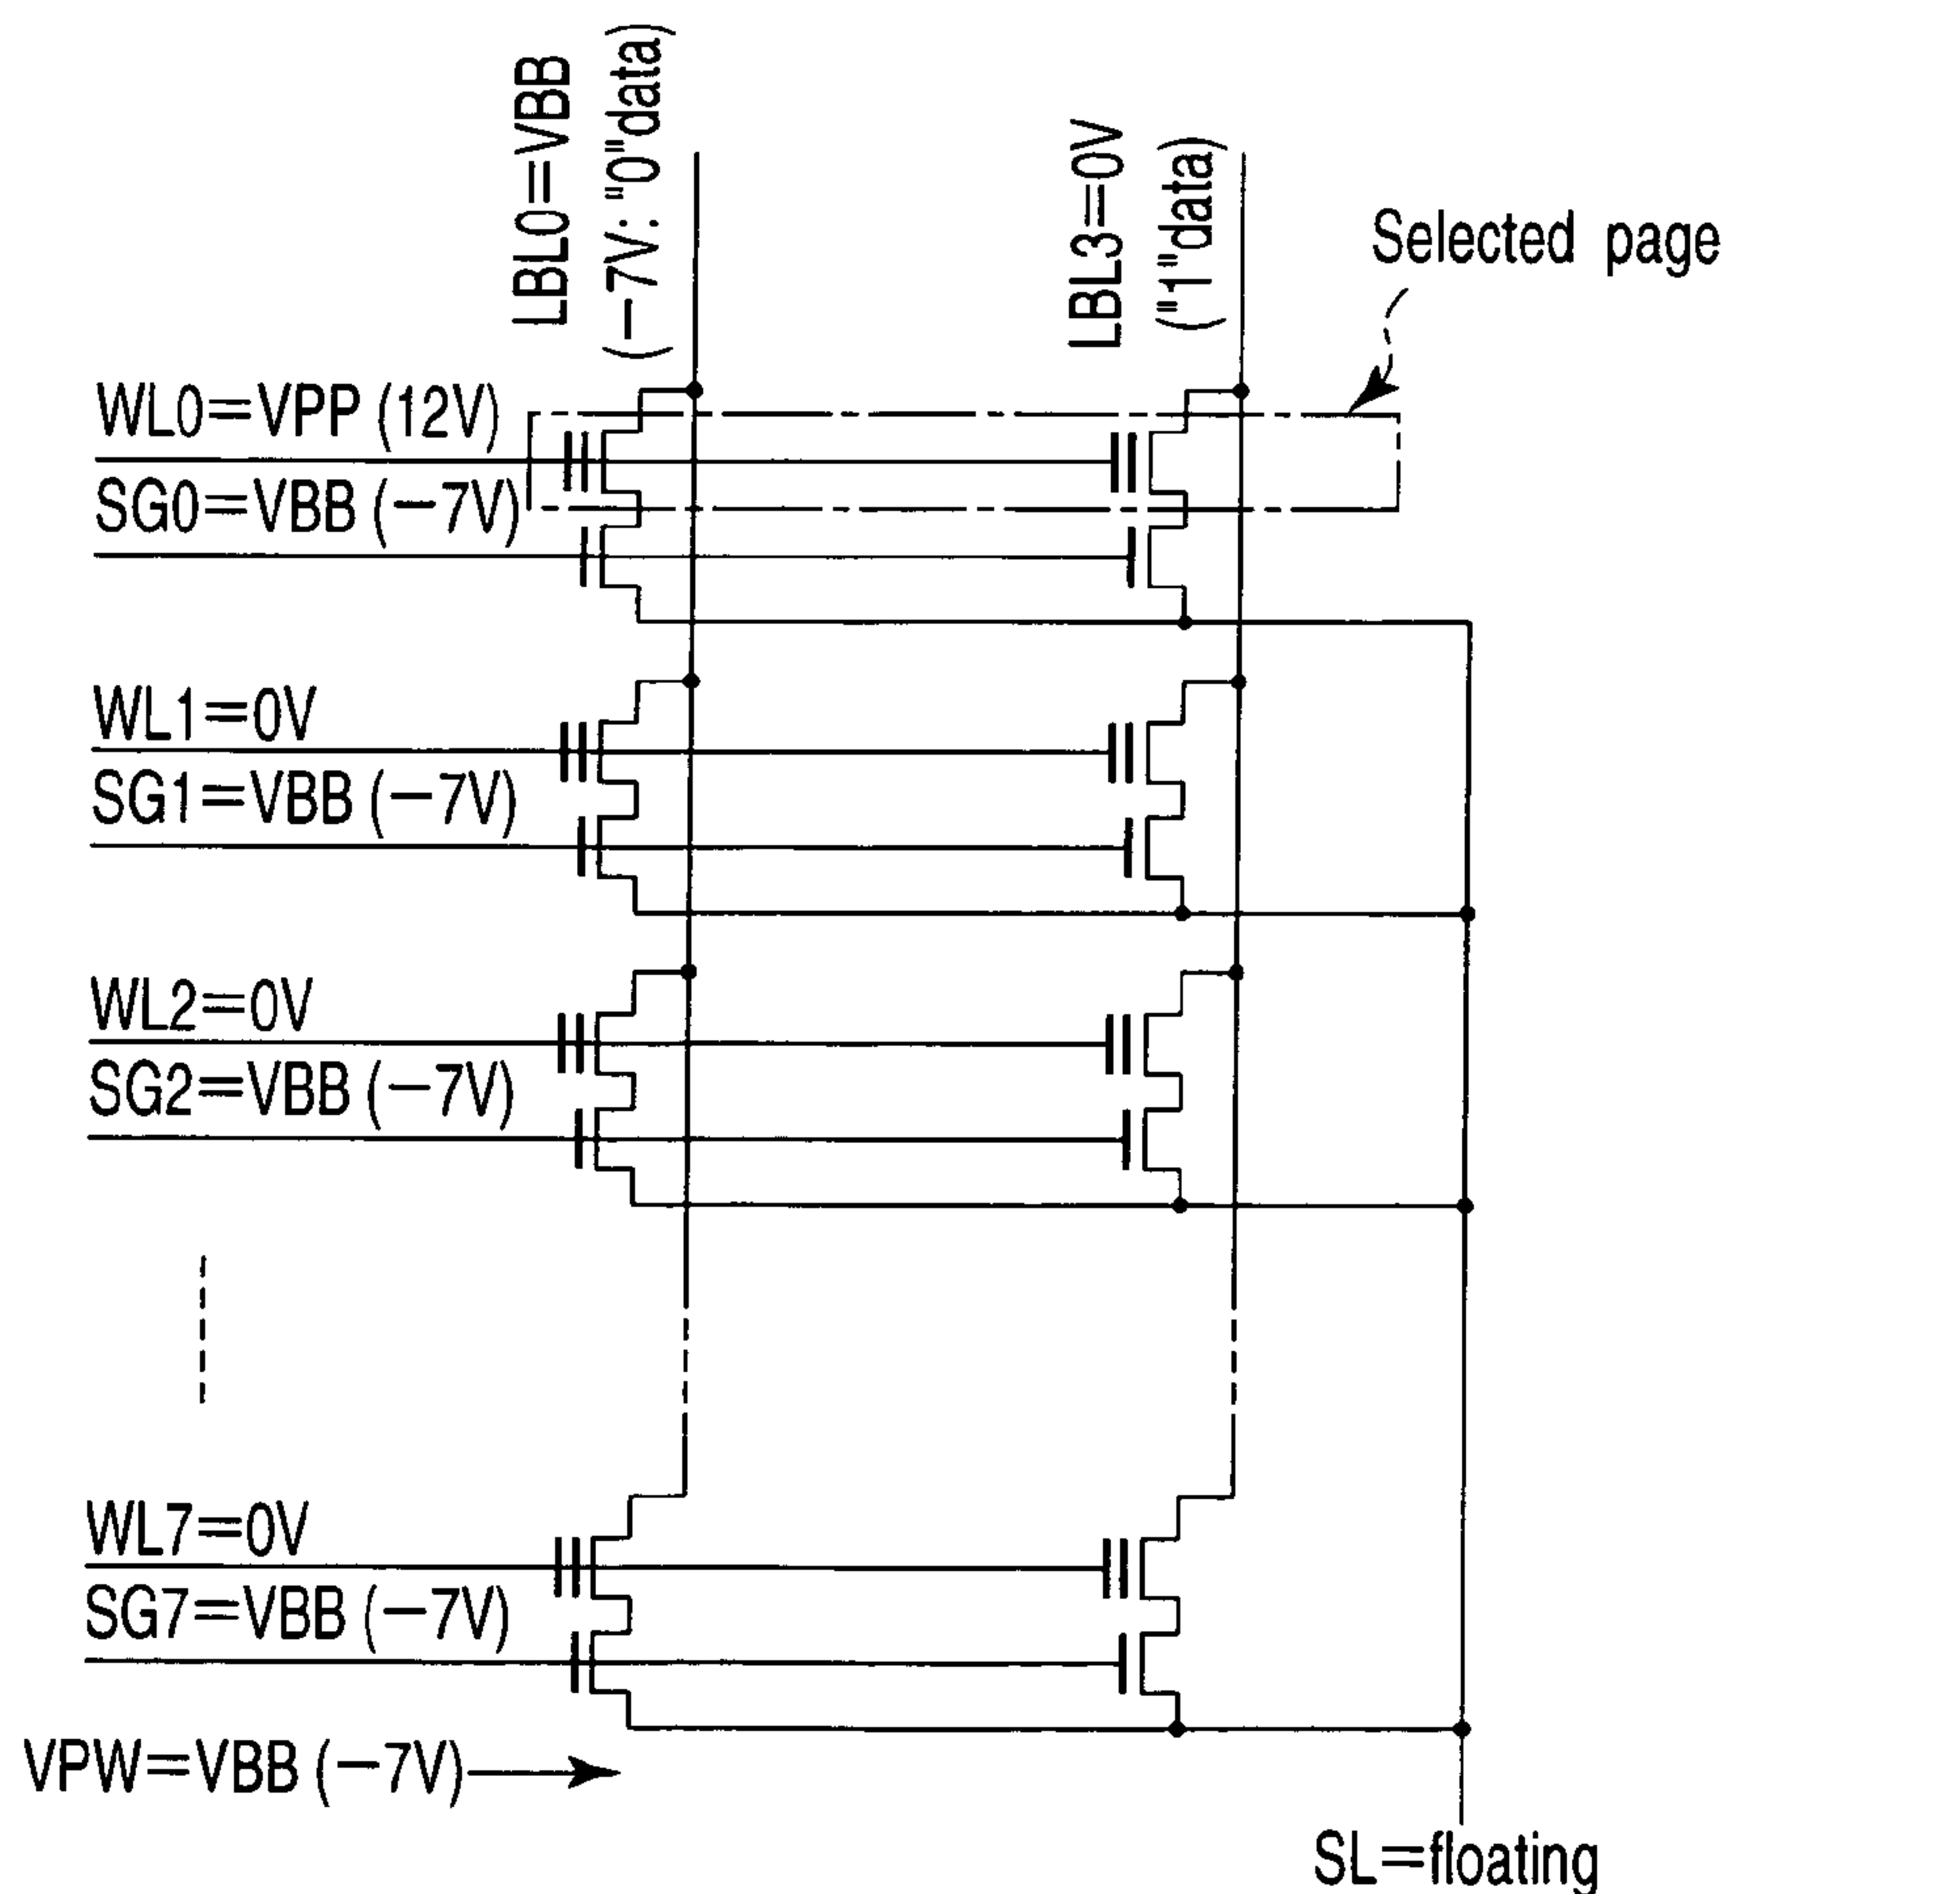 LBL0=VBB
(−7V: "0"data)
LBL3=0V
("1"data)
Selected page
WL0=VPP (12V)
SG0=VBB (−7V)
WL1=0V
SG1=VBB (−7V)
WL2=0V
SG2=VBB (−7V)
WL7=0V
SG7=VBB (−7V)
VPW=VBB (−7V)
SL=floating